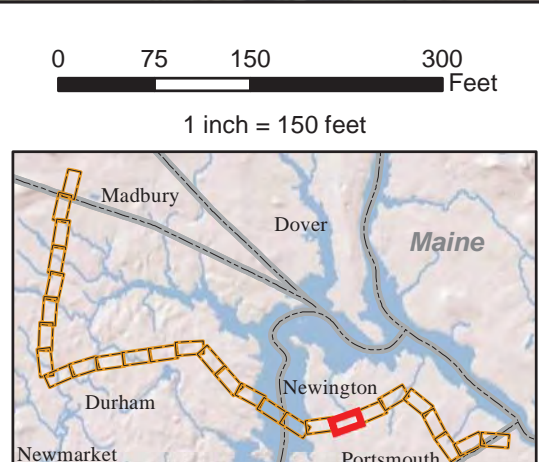 0 75 150 300
Feet
1 inch = 150 feet
Madbury
Dover
Maine
Newington
Durham
Newmarket
Portsmouth